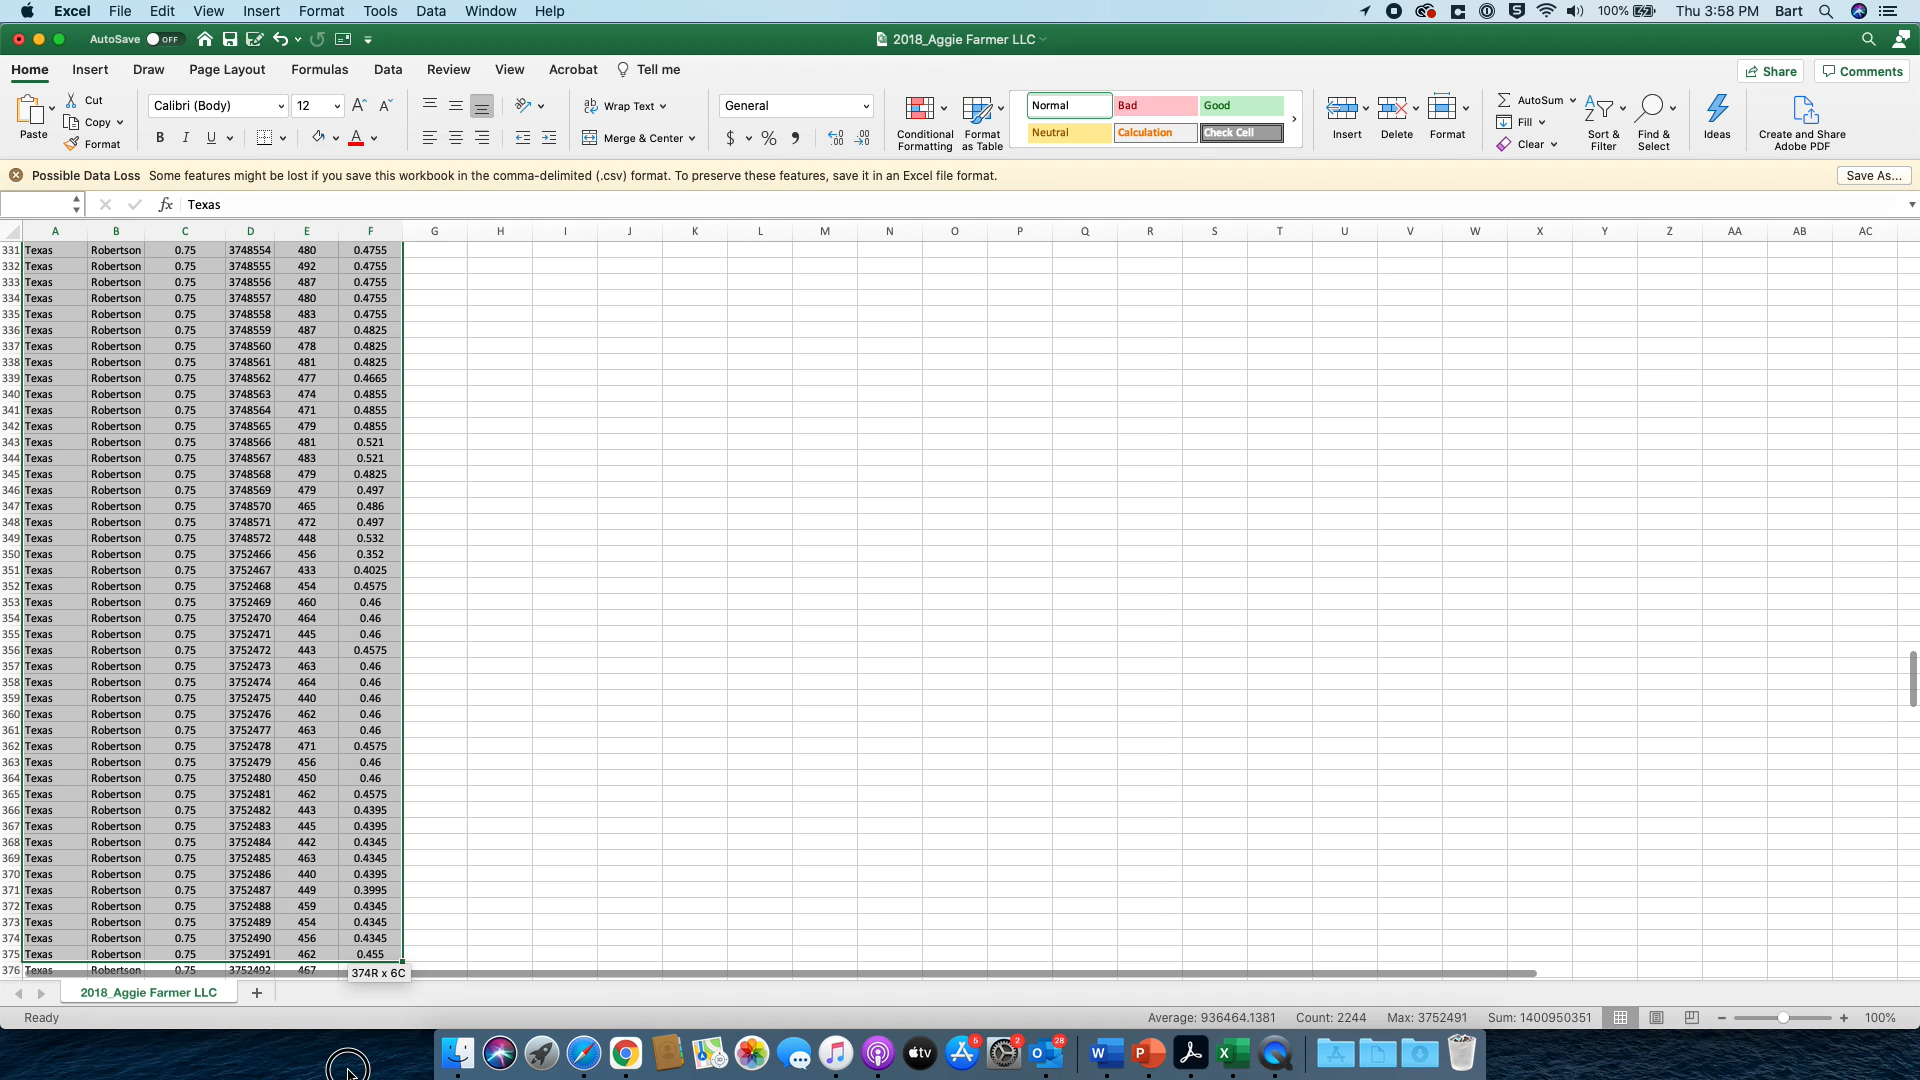 Excel File Edit View Insert Format Tools Data Window Help 100% Thu 3:58 PM Bart
AutoSave OFF 2018_Aggie Farmer LLC
Home Insert Draw Page Layout Formulas Data Review View Insert Acrobat Tell me Share Comments
Paste Cut Copy Format Calibri (Body) 12 A A B I U A ab Wrap Text Merge & Center General $ % 9 .00 Conditional Formatting Format as Table Normal Bad Good Neutral Calculation Check Cell Insert Delete Format AutoSum Fill Clear Sort & Filter Find & Select Ideas Create and Share Adobe PDF
Possible Data Loss Some features might be lost if you save this workbook in the comma-delimited (.csv) format. To preserve these features, save it in an Excel file format. Save As...
fx Texas
A B C D E F G H I J K L M N O P Q R S T U V W X Y Z AA AB AC
331 Texas Robertson 0.75 3748554 480 0.4755
332 Texas Robertson 0.75 3748555 492 0.4755
333 Texas Robertson 0.75 3748556 487 0.4755
334 Texas Robertson 0.75 3748557 480 0.4755
335 Texas Robertson 0.75 3748558 483 0.4755
336 Texas Robertson 0.75 3748559 487 0.4825
337 Texas Robertson 0.75 3748560 478 0.4825
338 Texas Robertson 0.75 3748561 481 0.4825
339 Texas Robertson 0.75 3748562 477 0.4665
340 Texas Robertson 0.75 3748563 474 0.4855
341 Texas Robertson 0.75 3748564 471 0.4855
342 Texas Robertson 0.75 3748565 479 0.4855
343 Texas Robertson 0.75 3748566 481 0.521
344 Texas Robertson 0.75 3748567 483 0.521
345 Texas Robertson 0.75 3748568 479 0.4825
346 Texas Robertson 0.75 3748569 479 0.497
347 Texas Robertson 0.75 3748570 465 0.486
348 Texas Robertson 0.75 3748571 472 0.497
349 Texas Robertson 0.75 3748572 448 0.532
350 Texas Robertson 0.75 3752466 456 0.352
351 Texas Robertson 0.75 3752467 433 0.4025
352 Texas Robertson 0.75 3752468 454 0.4575
353 Texas Robertson 0.75 3752469 460 0.46
354 Texas Robertson 0.75 3752470 464 0.46
355 Texas Robertson 0.75 3752471 445 0.46
356 Texas Robertson 0.75 3752472 443 0.4575
357 Texas Robertson 0.75 3752473 463 0.46
358 Texas Robertson 0.75 3752474 464 0.46
359 Texas Robertson 0.75 3752475 440 0.46
360 Texas Robertson 0.75 3752476 462 0.46
361 Texas Robertson 0.75 3752477 463 0.46
362 Texas Robertson 0.75 3752478 471 0.4575
363 Texas Robertson 0.75 3752479 456 0.46
364 Texas Robertson 0.75 3752480 450 0.46
365 Texas Robertson 0.75 3752481 462 0.4575
366 Texas Robertson 0.75 3752482 443 0.4395
367 Texas Robertson 0.75 3752483 445 0.4395
368 Texas Robertson 0.75 3752484 442 0.4345
369 Texas Robertson 0.75 3752485 463 0.4345
370 Texas Robertson 0.75 3752486 440 0.4395
371 Texas Robertson 0.75 3752487 449 0.3995
372 Texas Robertson 0.75 3752488 459 0.4345
373 Texas Robertson 0.75 3752489 454 0.4345
374 Texas Robertson 0.75 3752490 456 0.4345
375 Texas Robertson 0.75 3752491 462 0.455
376 Texas Robertson 0.75 3752492 467 374R x 6C
2018_Aggie Farmer LLC +
Ready Average: 936464.1381 Count: 2244 Max: 3752491 Sum: 1400950351 100%
tv 5 2 28 W P X